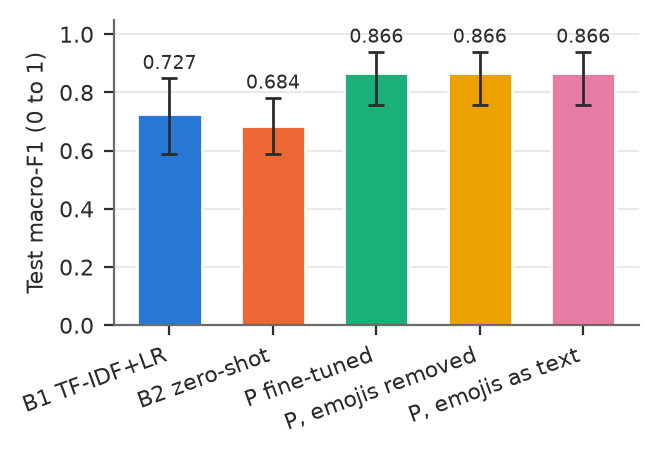 Test macro-F1 (0 to 1)
1.0
0.8
0.6
0.4
0.2
0.0
0.727
0.684
0.866
0.866
0.866
B1 TF-IDF+LR
B2 zero-shot
P fine-tuned
P, emojis removed
P, emojis as text